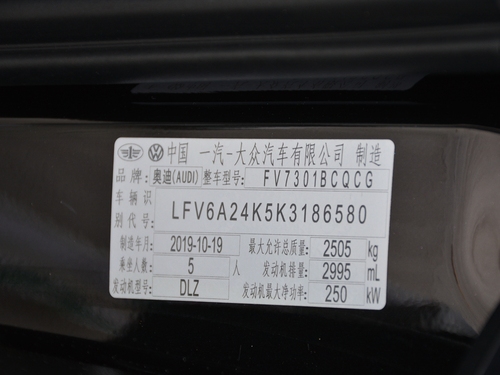 中国 一汽-大众汽车有限公司 制造
品牌: 奥迪(AUDI) 整车型号: FV7301BCQCG
车辆识
别代号: LFV6A24K5K3186580
制造年月: 2019-10-19 最大允许总质量: 2505 kg
乘坐人数: 5 人 发动机排量: 2995 mL
发动机型号: DLZ 发动机最大净功率: 250 kW